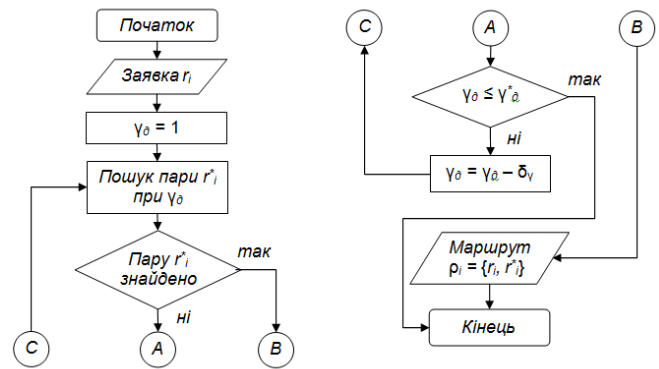 Початок
Заявка rᵢ
γ∂ = 1
Пошук пари r*ᵢ
при γ∂
Пару r*ᵢ
знайдено
так
ні
C
A
B
C
A
B
γ∂ ≤ γ*∂
так
ні
γ∂ = γ∂ – δγ
Маршрут
ρᵢ = {rᵢ, r*ᵢ}
Кінець